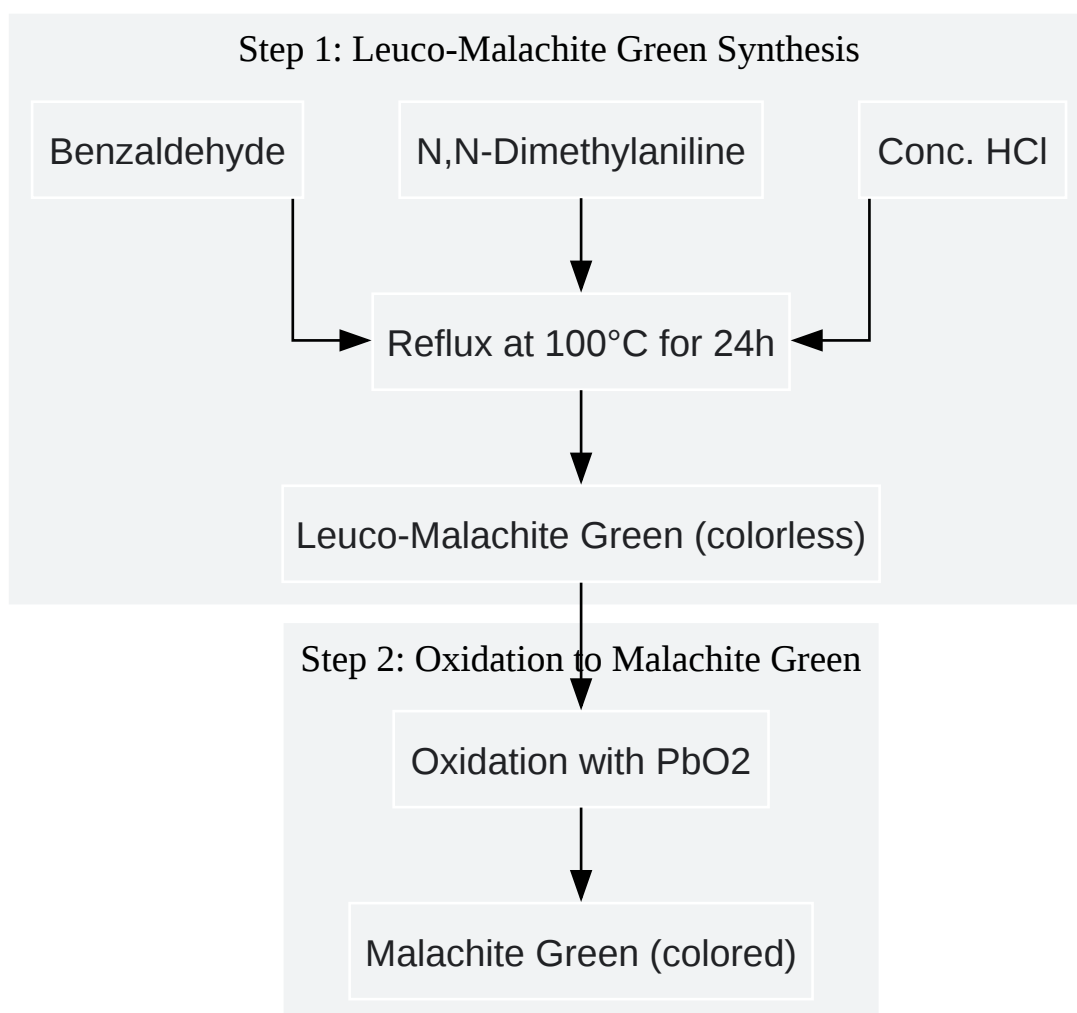 Step 1: Leuco-Malachite Green Synthesis
Benzaldehyde
N,N-Dimethylaniline
Conc. HCl
Reflux at 100°C for 24h
Leuco-Malachite Green (colorless)
Step 2: Oxidation to Malachite Green
Oxidation with PbO2
Malachite Green (colored)